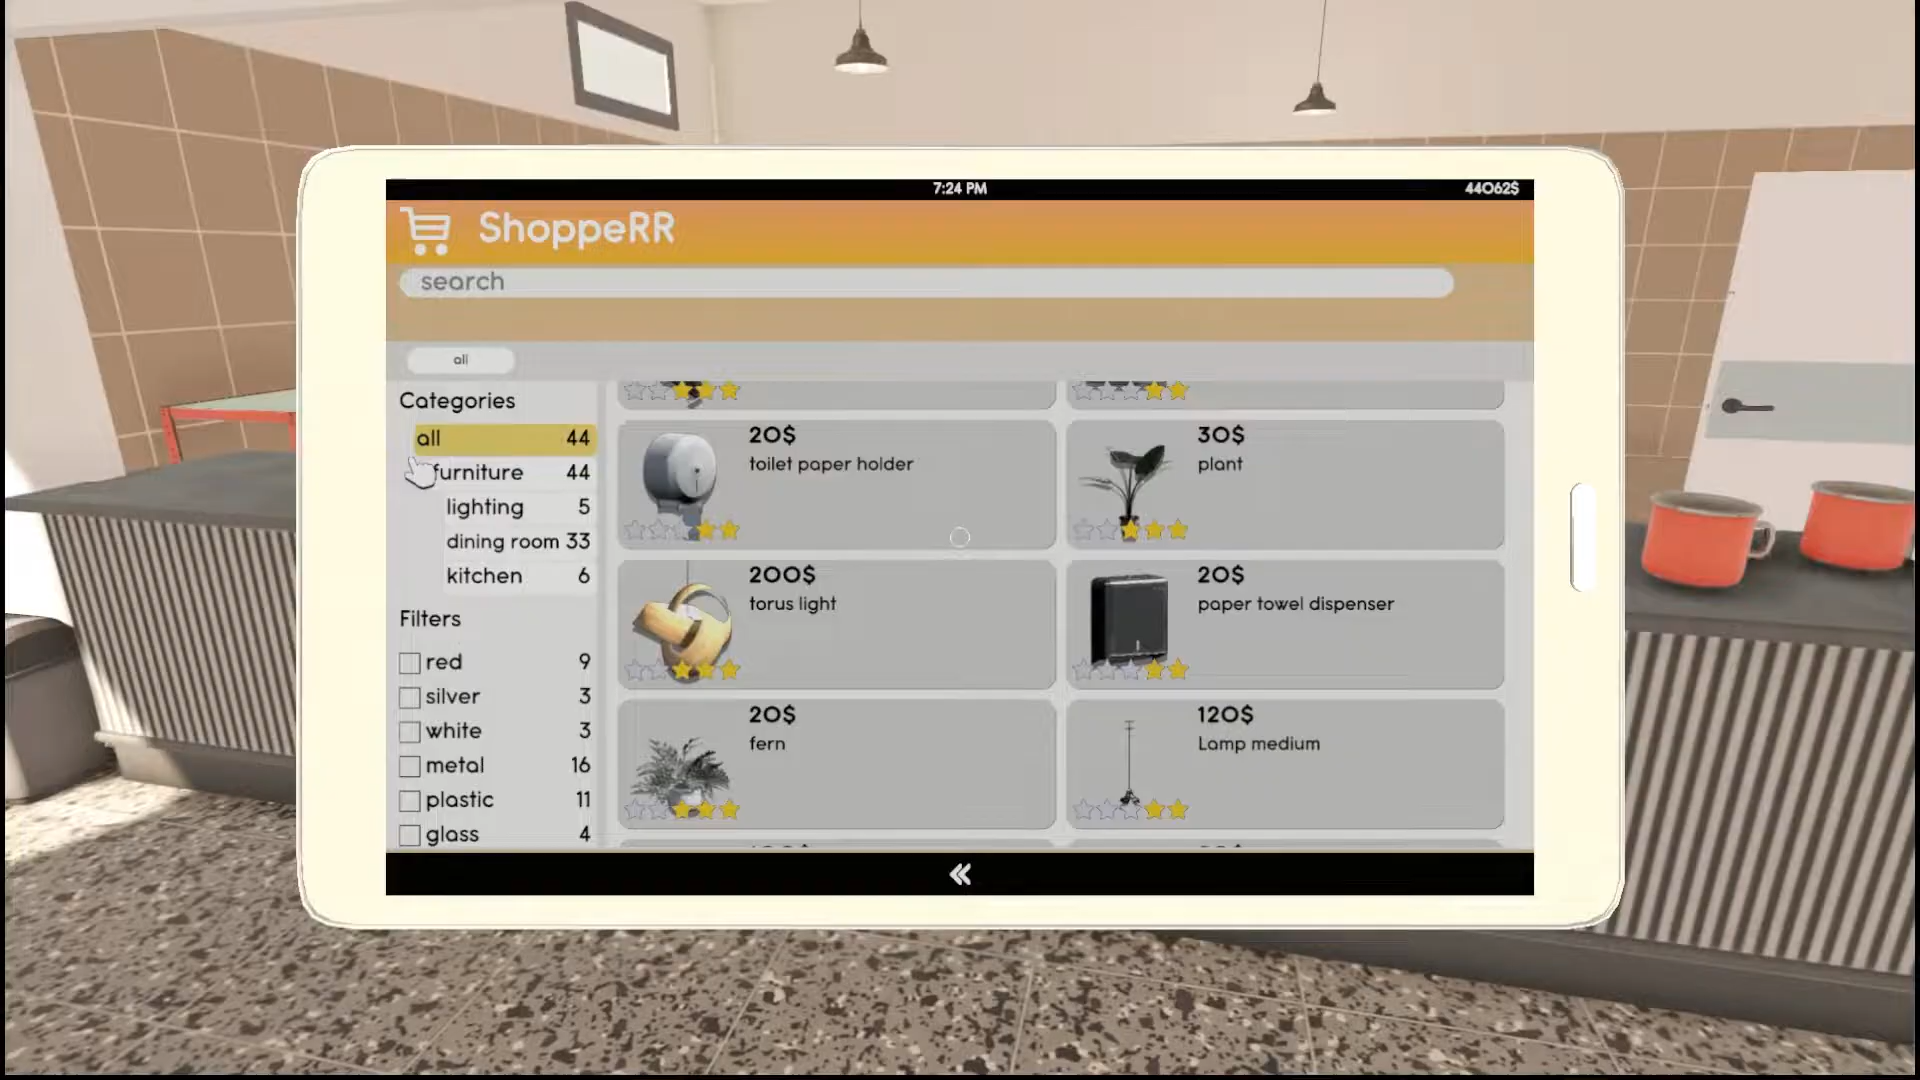 7:24 PM
44062$
ShoppeRR
search
all
Categories
all 44
furniture 44
lighting 5
dining room 33
kitchen 6
Filters
red 9
silver 3
white 3
metal 16
plastic 11
glass 4
20$
toilet paper holder
30$
plant
200$
torus light
20$
paper towel dispenser
20$
fern
120$
Lamp medium